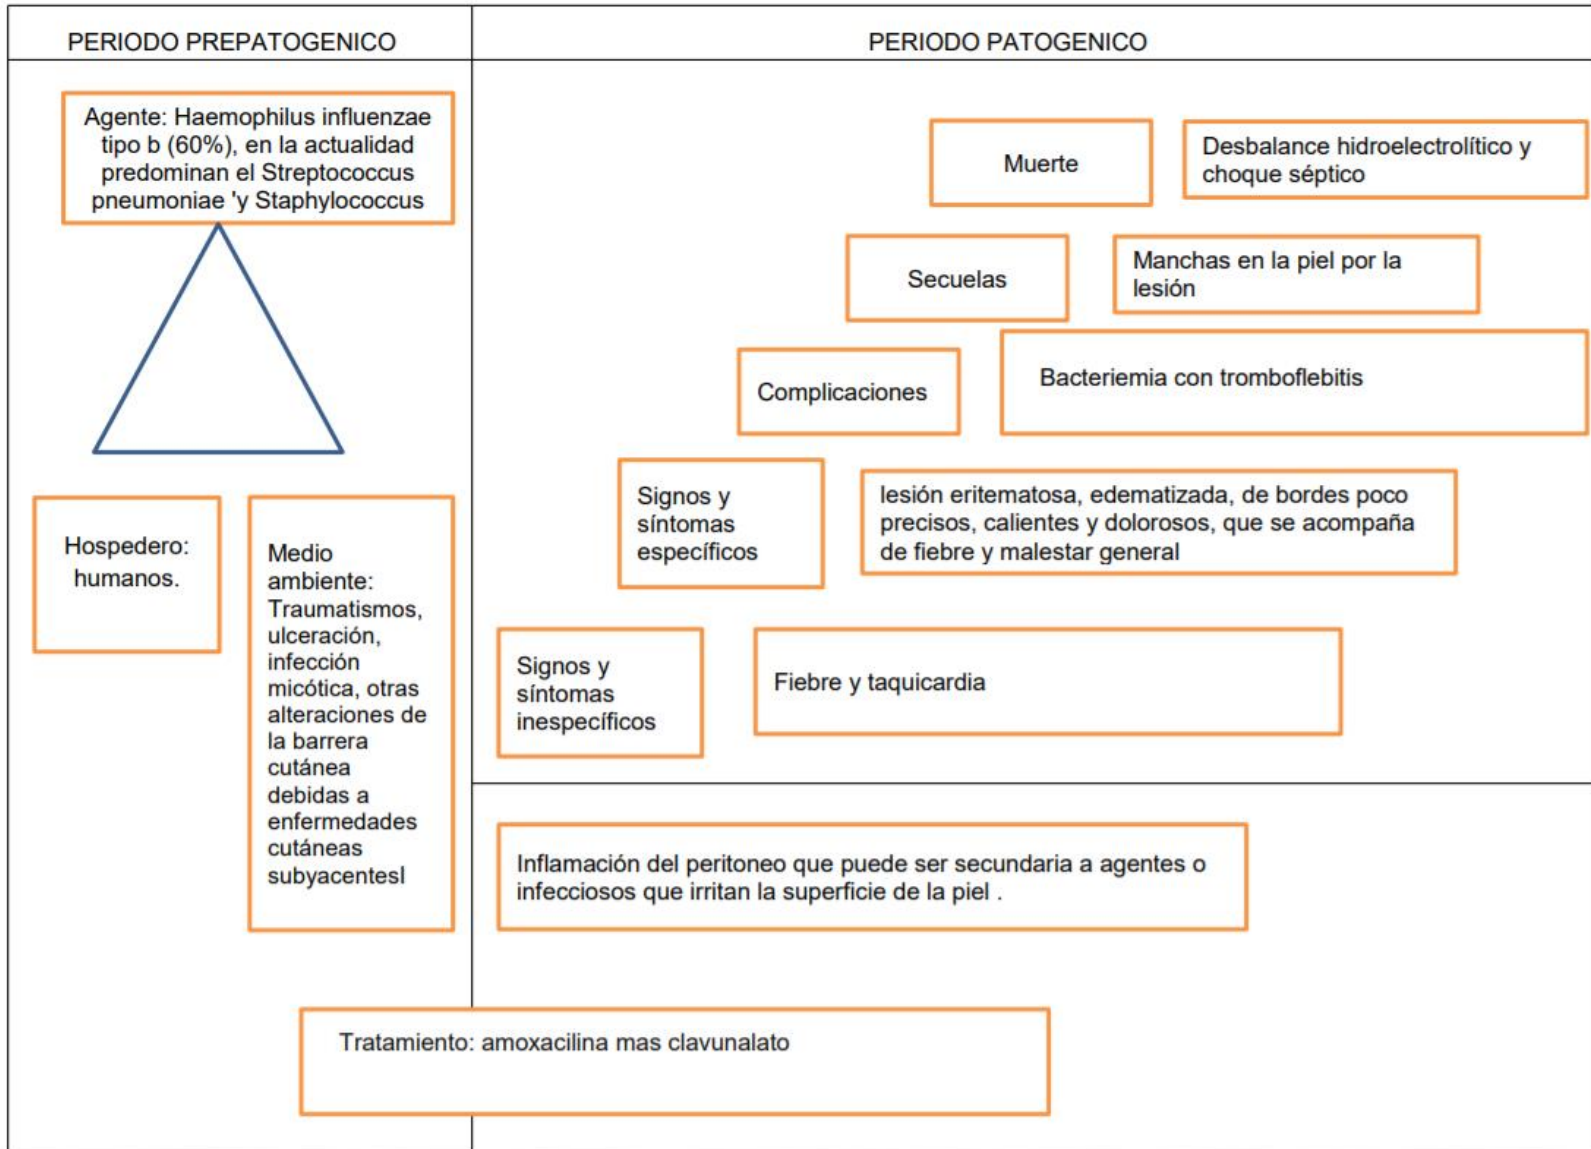 PERIODO PREPATOGENICO
PERIODO PATOGENICO
Agente: Haemophilus influenzae
tipo b (60%), en la actualidad
predominan el Streptococcus
pneumoniae 'y Staphylococcus
Hospedero:
humanos.
Medio
ambiente:
Traumatismos,
ulceración,
infección
micótica, otras
alteraciones de
la barrera
cutánea
debidas a
enfermedades
cutáneas
subyacentesl
Muerte
Desbalance hidroelectrolítico y
choque séptico
Secuelas
Manchas en la piel por la
lesión
Complicaciones
Bacteriemia con tromboflebitis
Signos y
síntomas
específicos
lesión eritematosa, edematizada, de bordes poco
precisos, calientes y dolorosos, que se acompaña
de fiebre y malestar general
Signos y
síntomas
inespecíficos
Fiebre y taquicardia
Inflamación del peritoneo que puede ser secundaria a agentes o
infecciosos que irritan la superficie de la piel .
Tratamiento: amoxacilina mas clavunalato